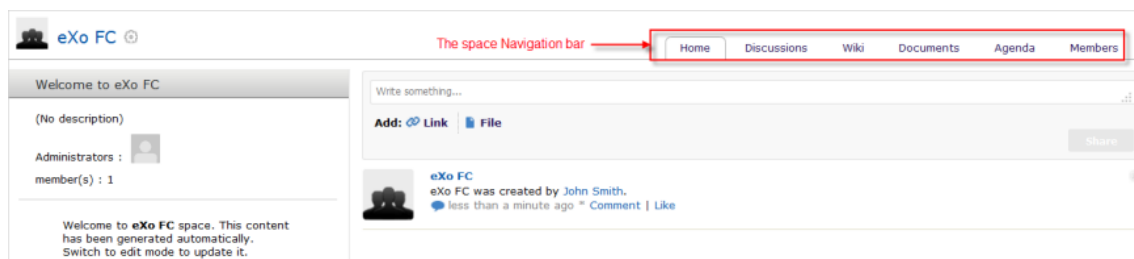 eXo FC
The space Navigation bar
Home Discussions Wiki Documents Agenda Members
Welcome to eXo FC
(No description)
Administrators :
member(s) : 1
Welcome to eXo FC space. This content
has been generated automatically.
Switch to edit mode to update it.
Write something...
Add: Link File
Share
eXo FC
eXo FC was created by John Smith.
less than a minute ago * Comment | Like